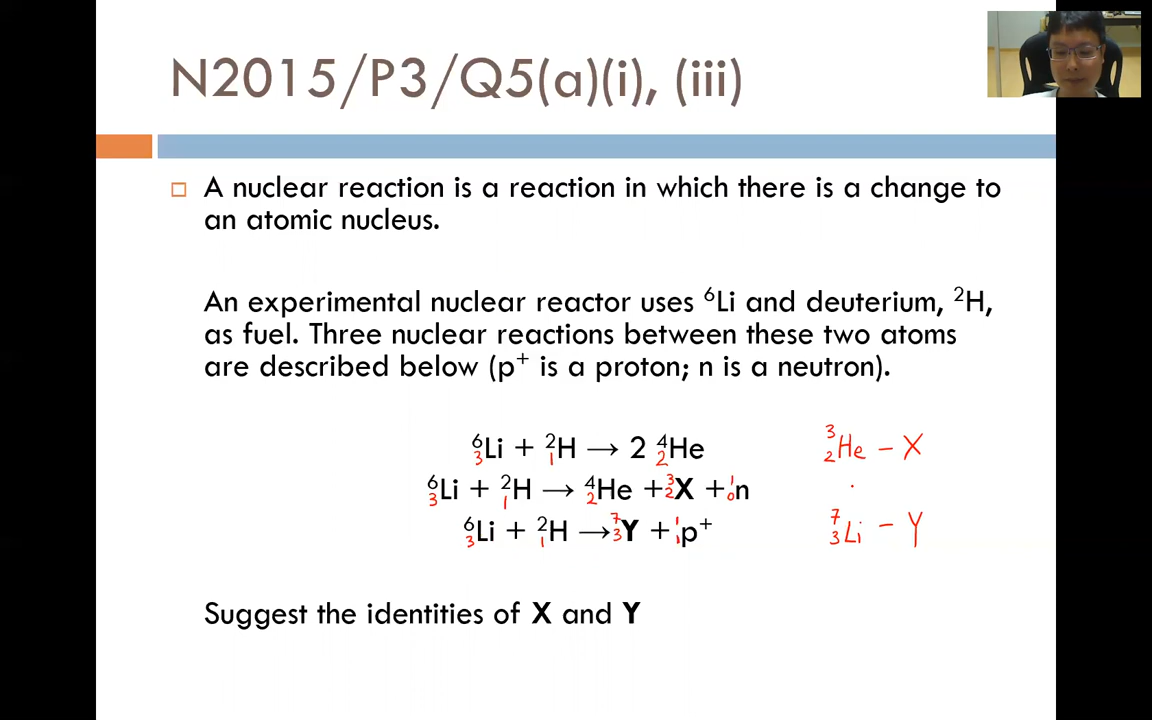 N2015/P3/Q5(a)(i), (iii)
A nuclear reaction is a reaction in which there is a change to
an atomic nucleus.
An experimental nuclear reactor uses ⁶Li and deuterium, ²H,
as fuel. Three nuclear reactions between these two atoms
are described below (p⁺ is a proton; n is a neutron).
⁶₃Li + ²₁H → 2 ⁴₂He
³₂He – X
⁶₃Li + ²₁H → ⁴₂He + ³₂X + ¹₀n
⁶₃Li + ²₁H → ⁷₃Y + ¹₁p⁺
⁷₃Li – Y
Suggest the identities of X and Y